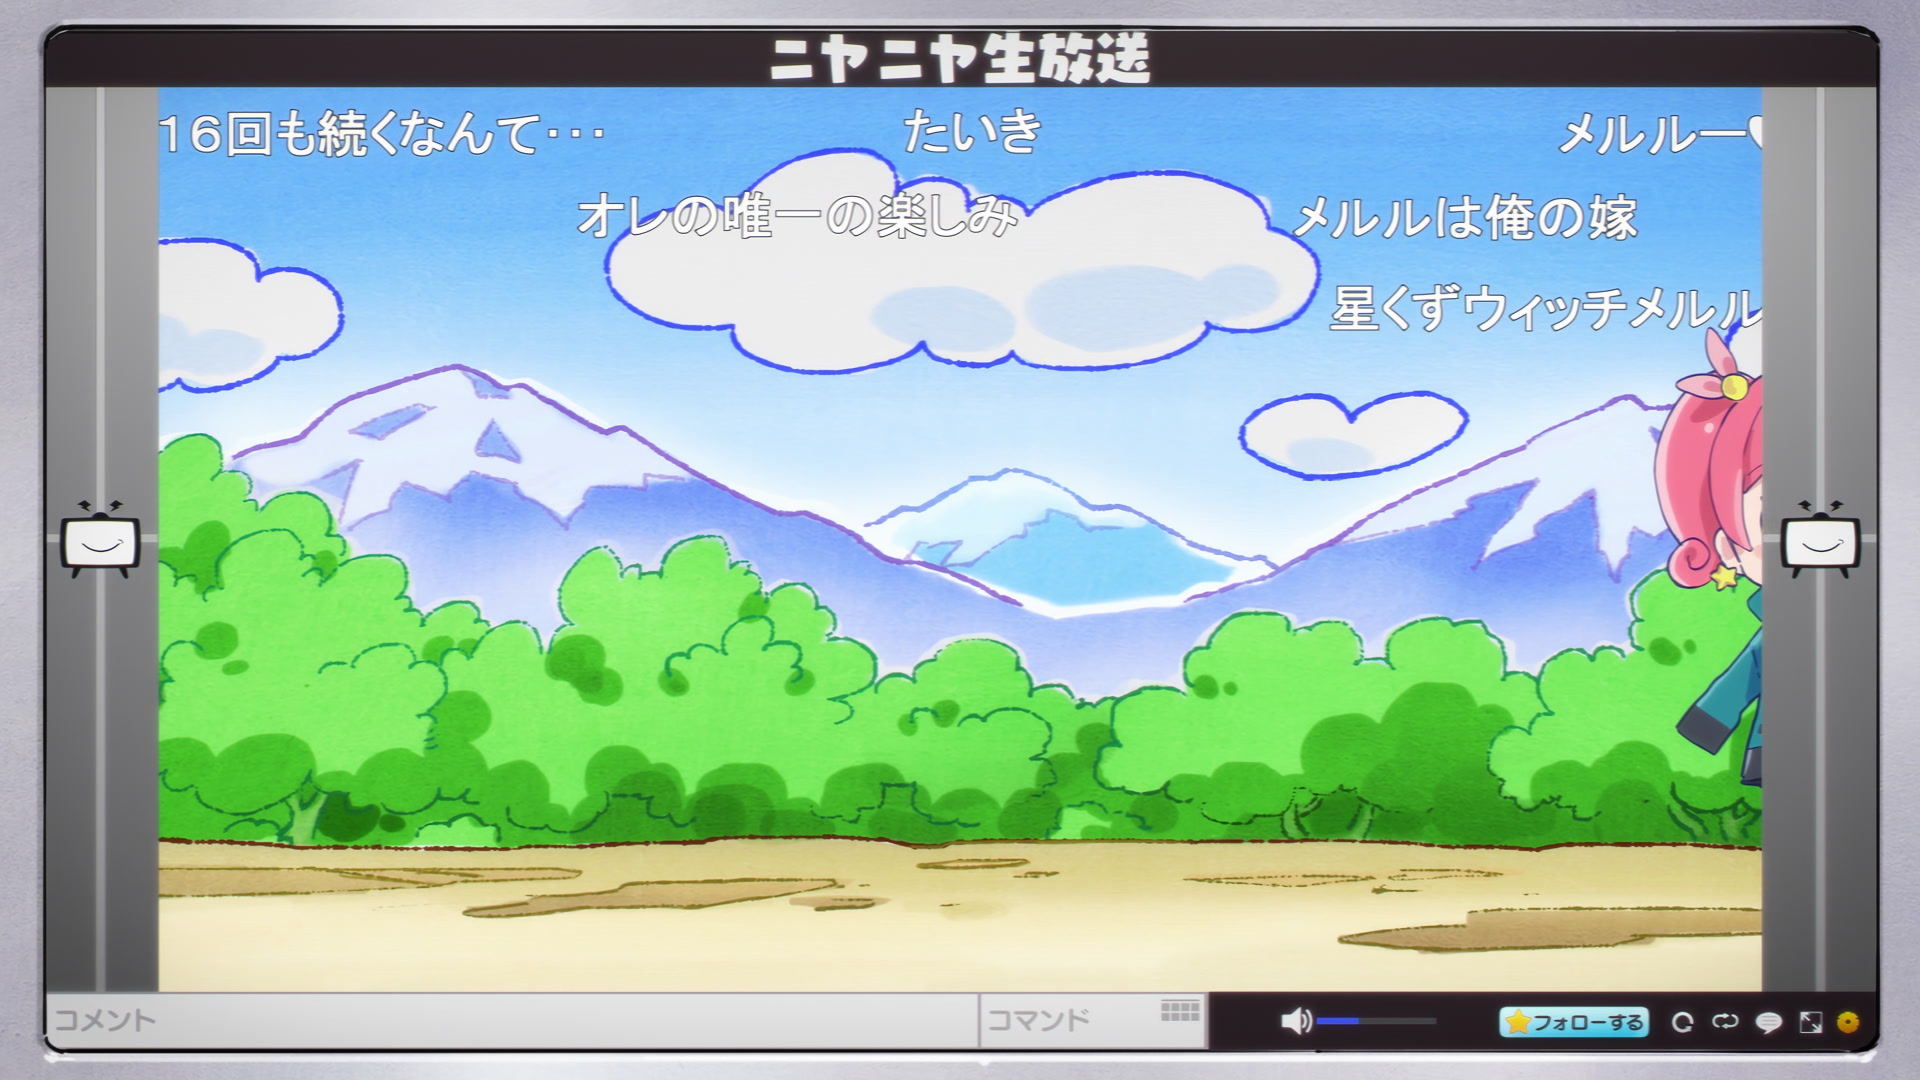 ニヤニヤ生放送
16回も続くなんて・・・
たいき
メルルー♥
オレの唯一の楽しみ
メルルは俺の嫁
星くずウィッチメルル
コメント
コマンド
フォローする